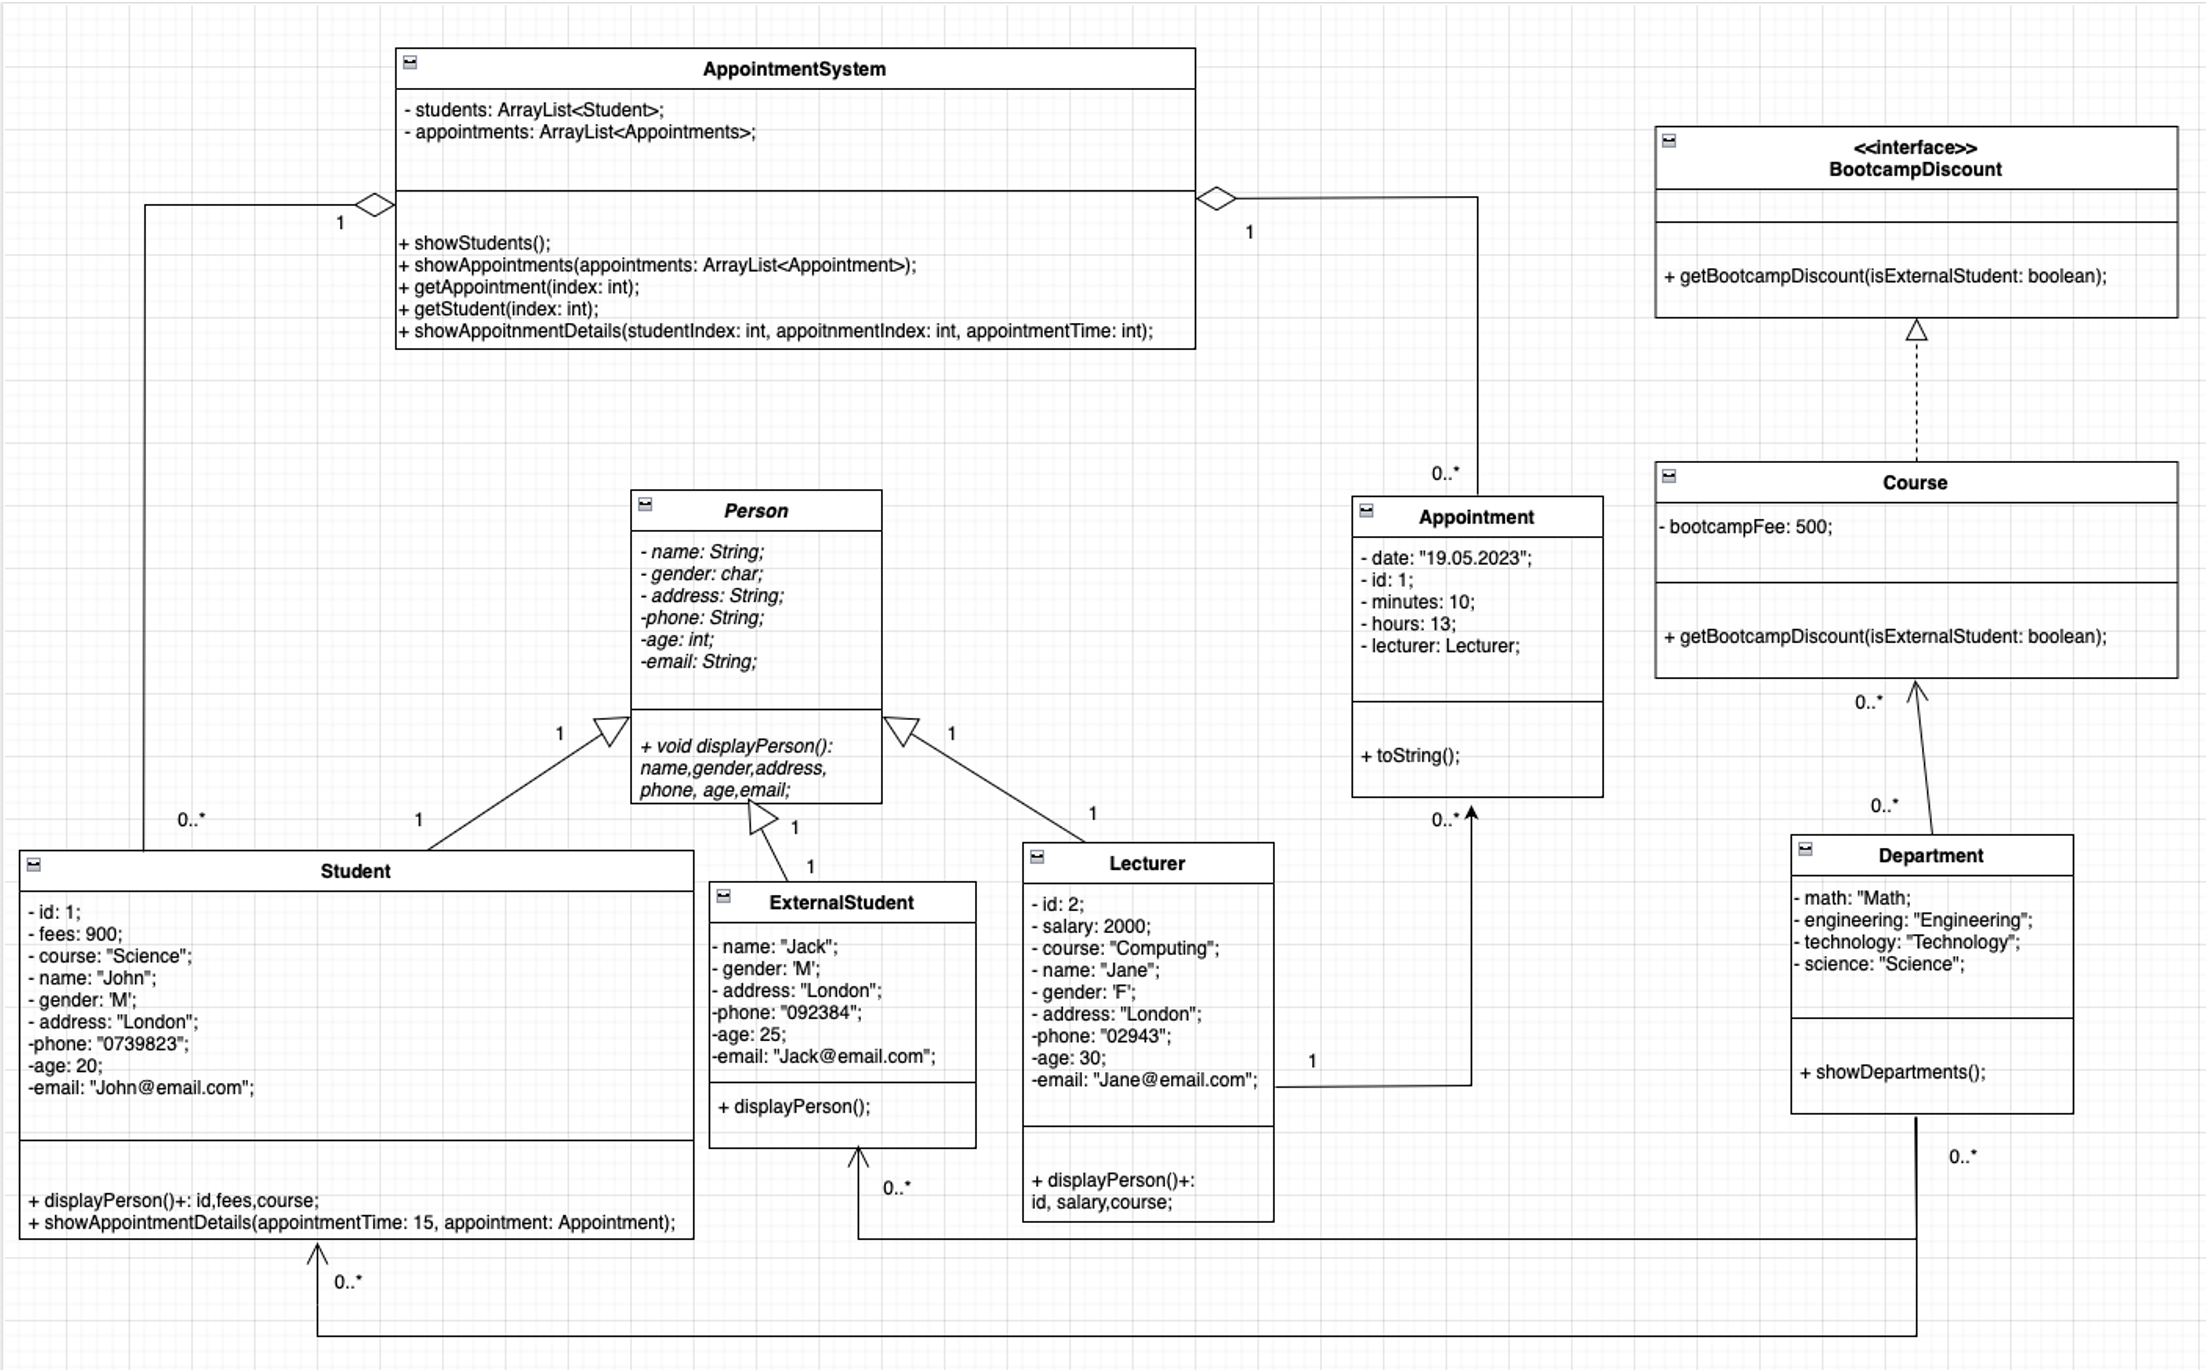 AppointmentSystem
- students: ArrayList<Student>;
- appointments: ArrayList<Appointments>;
+ showStudents();
+ showAppointments(appointments: ArrayList<Appointment>);
+ getAppointment(index: int);
+ getStudent(index: int);
+ showAppoitnmentDetails(studentIndex: int, appoitnmentIndex: int, appointmentTime: int);
1
1
0..*
0..*
<<interface>>
BootcampDiscount
+ getBootcampDiscount(isExternalStudent: boolean);
Course
- bootcampFee: 500;
+ getBootcampDiscount(isExternalStudent: boolean);
0..*
0..*
Person
- name: String;
- gender: char;
- address: String;
-phone: String;
-age: int;
-email: String;
+ void displayPerson():
name,gender,address,
phone, age,email;
1
1
1
1
1
1
Appointment
- date: "19.05.2023";
- id: 1;
- minutes: 10;
- hours: 13;
- lecturer: Lecturer;
+ toString();
0..*
1
Student
- id: 1;
- fees: 900;
- course: "Science";
- name: "John";
- gender: 'M';
- address: "London";
-phone: "0739823";
-age: 20;
-email: "John@email.com";
+ displayPerson()+: id,fees,course;
+ showAppointmentDetails(appointmentTime: 15, appointment: Appointment);
0..*
ExternalStudent
- name: "Jack";
- gender: 'M';
- address: "London";
-phone: "092384";
-age: 25;
-email: "Jack@email.com";
+ displayPerson();
0..*
Lecturer
- id: 2;
- salary: 2000;
- course: "Computing";
- name: "Jane";
- gender: 'F';
- address: "London";
-phone: "02943";
-age: 30;
-email: "Jane@email.com";
+ displayPerson()+:
id, salary,course;
Department
- math: "Math;
- engineering: "Engineering";
- technology: "Technology";
- science: "Science";
+ showDepartments();
0..*